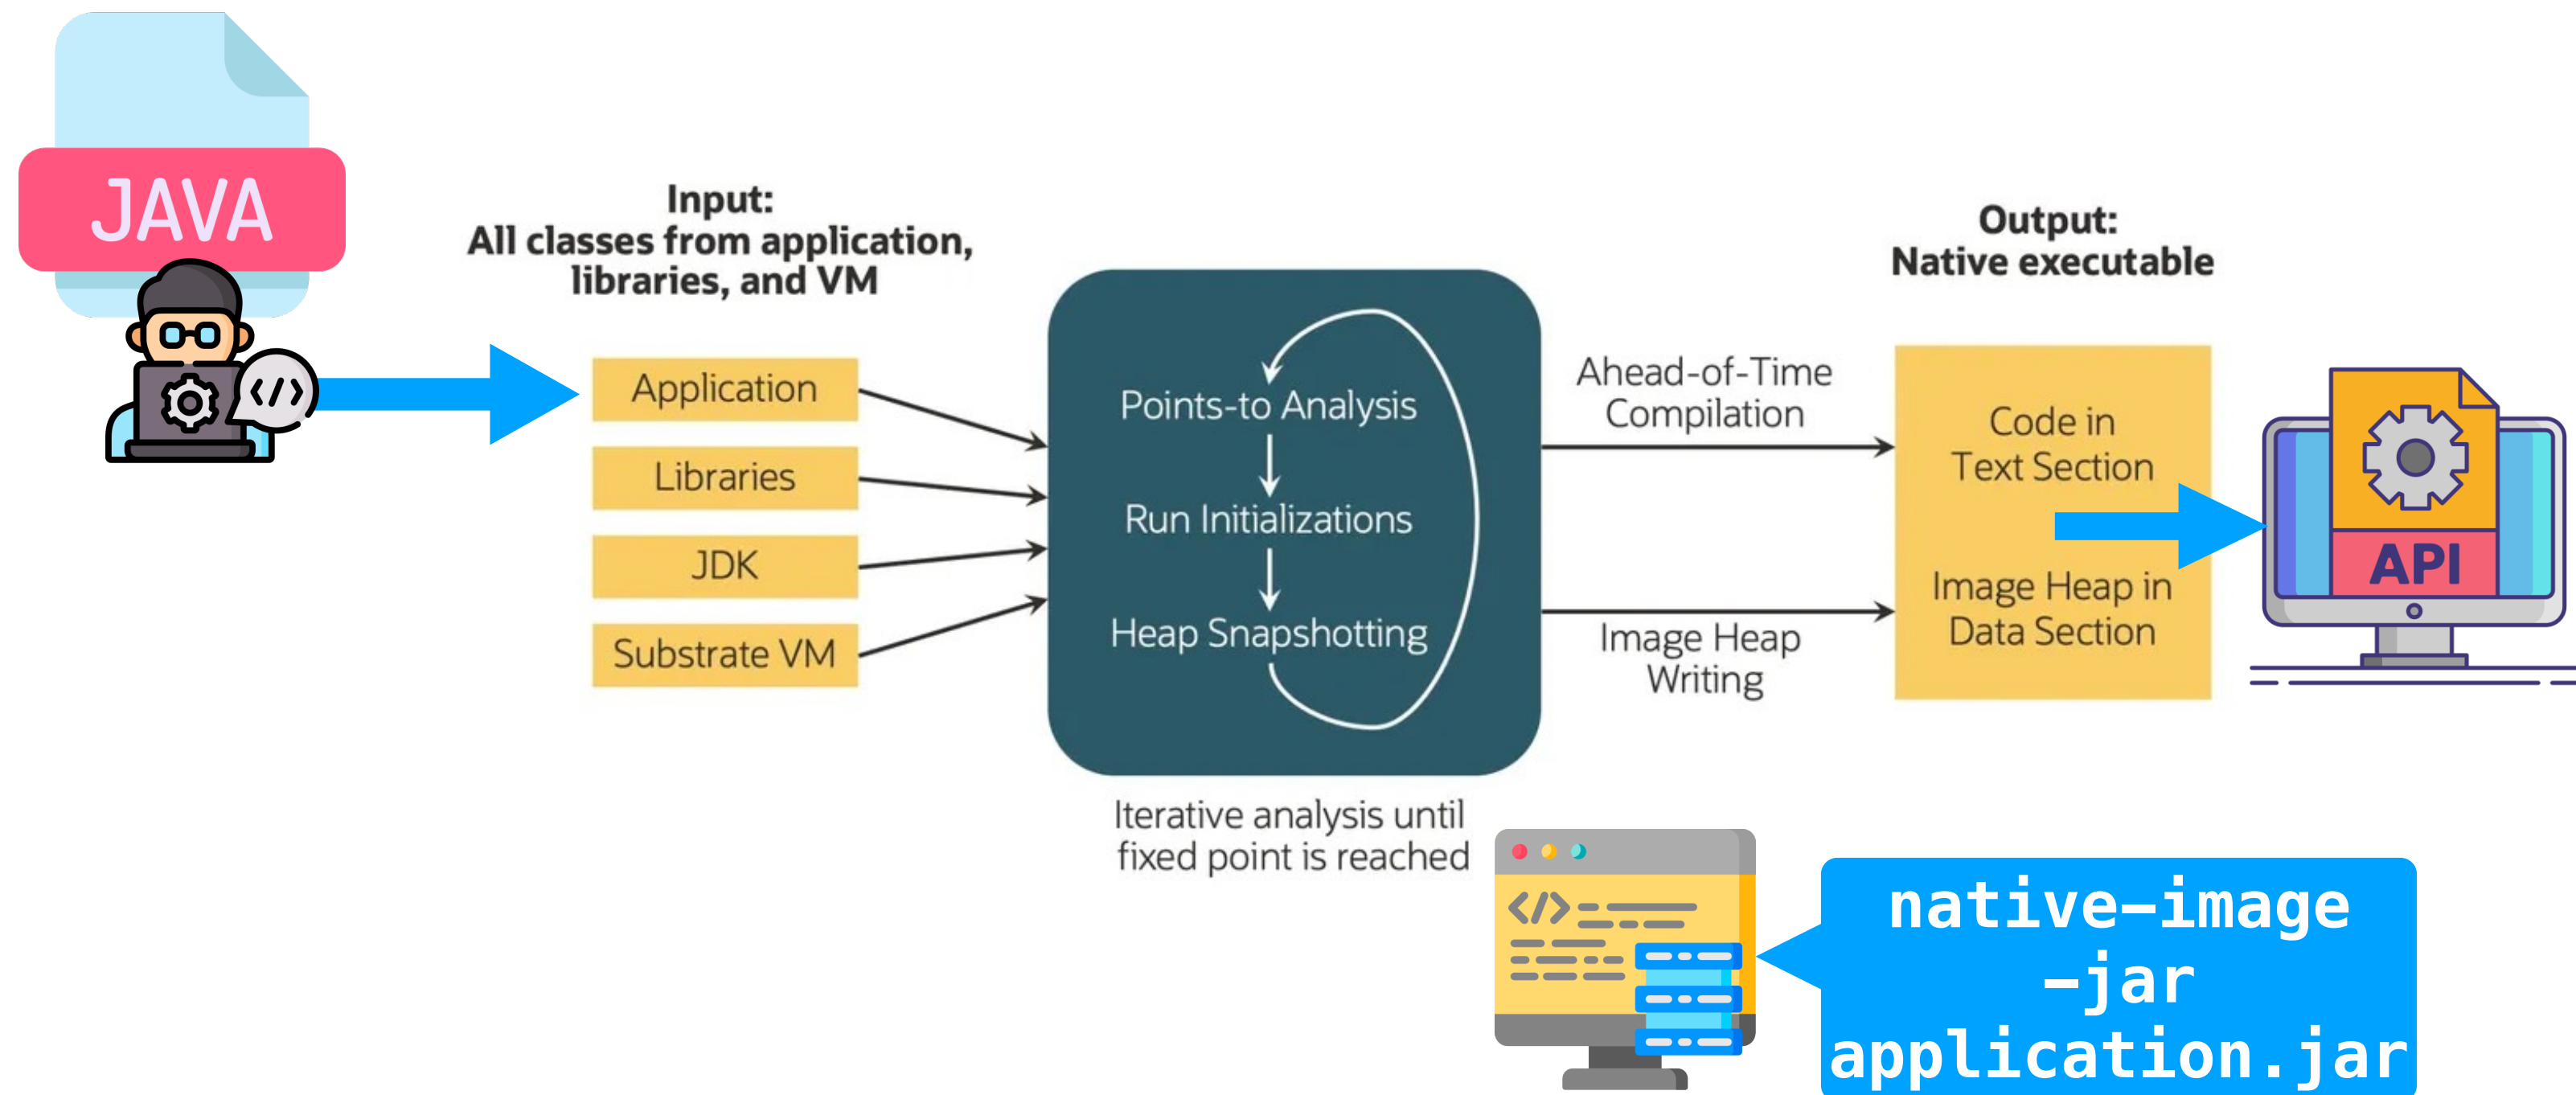 JAVA
Input:
All classes from application,
libraries, and VM
Application
Libraries
JDK
Substrate VM
Points-to Analysis
Run Initializations
Heap Snapshotting
Iterative analysis until
fixed point is reached
Ahead-of-Time
Compilation
Image Heap
Writing
Output:
Native executable
Code in
Text Section
Image Heap in
Data Section
API
</>
</>
native-image
-jar
application.jar